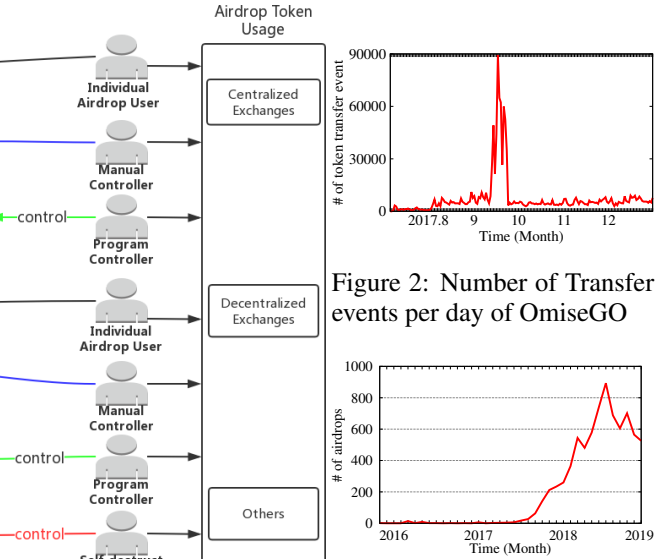 Airdrop Token
Usage
Individual
Airdrop User
Manual
Controller
control
Program
Controller
Individual
Airdrop User
Manual
Controller
control
Program
Controller
control
Centralized
Exchanges
Decentralized
Exchanges
Others
# of token transfer event
90000
60000
30000
0
2017.8 9 10 11 12
Time (Month)
Figure 2: Number of Transfer
events per day of OmiseGO
# of airdrops
1000
800
600
400
200
0
2016 2017 2018 2019
Time (Month)